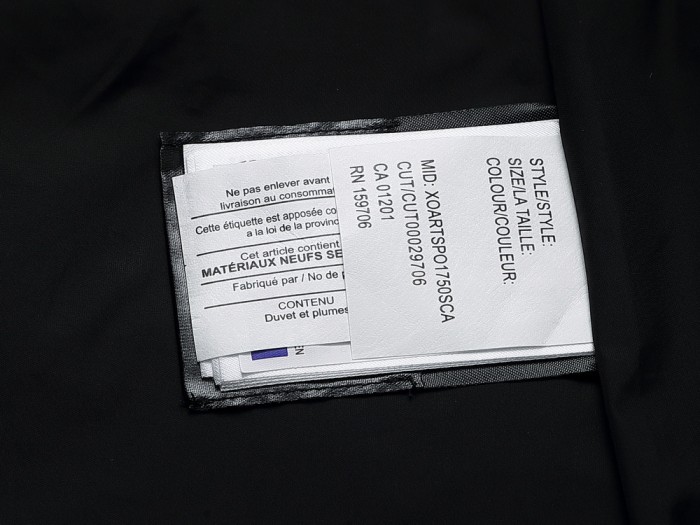 Ne pas enlever avant
livraison au consommat
Cette étiquette est apposée co
a la loi de la provinc
Cet article contient
MATÉRIAUX NEUFS SE
Fabriqué par / No de p
CONTENU
Duvet et plumes
EN
STYLE/STYLE:
SIZE/LA TAILLE:
COLOUR/COULEUR:
MID: XOARTSPO1750SCA
CUT/CUT00029706
CA 01201
RN 159706